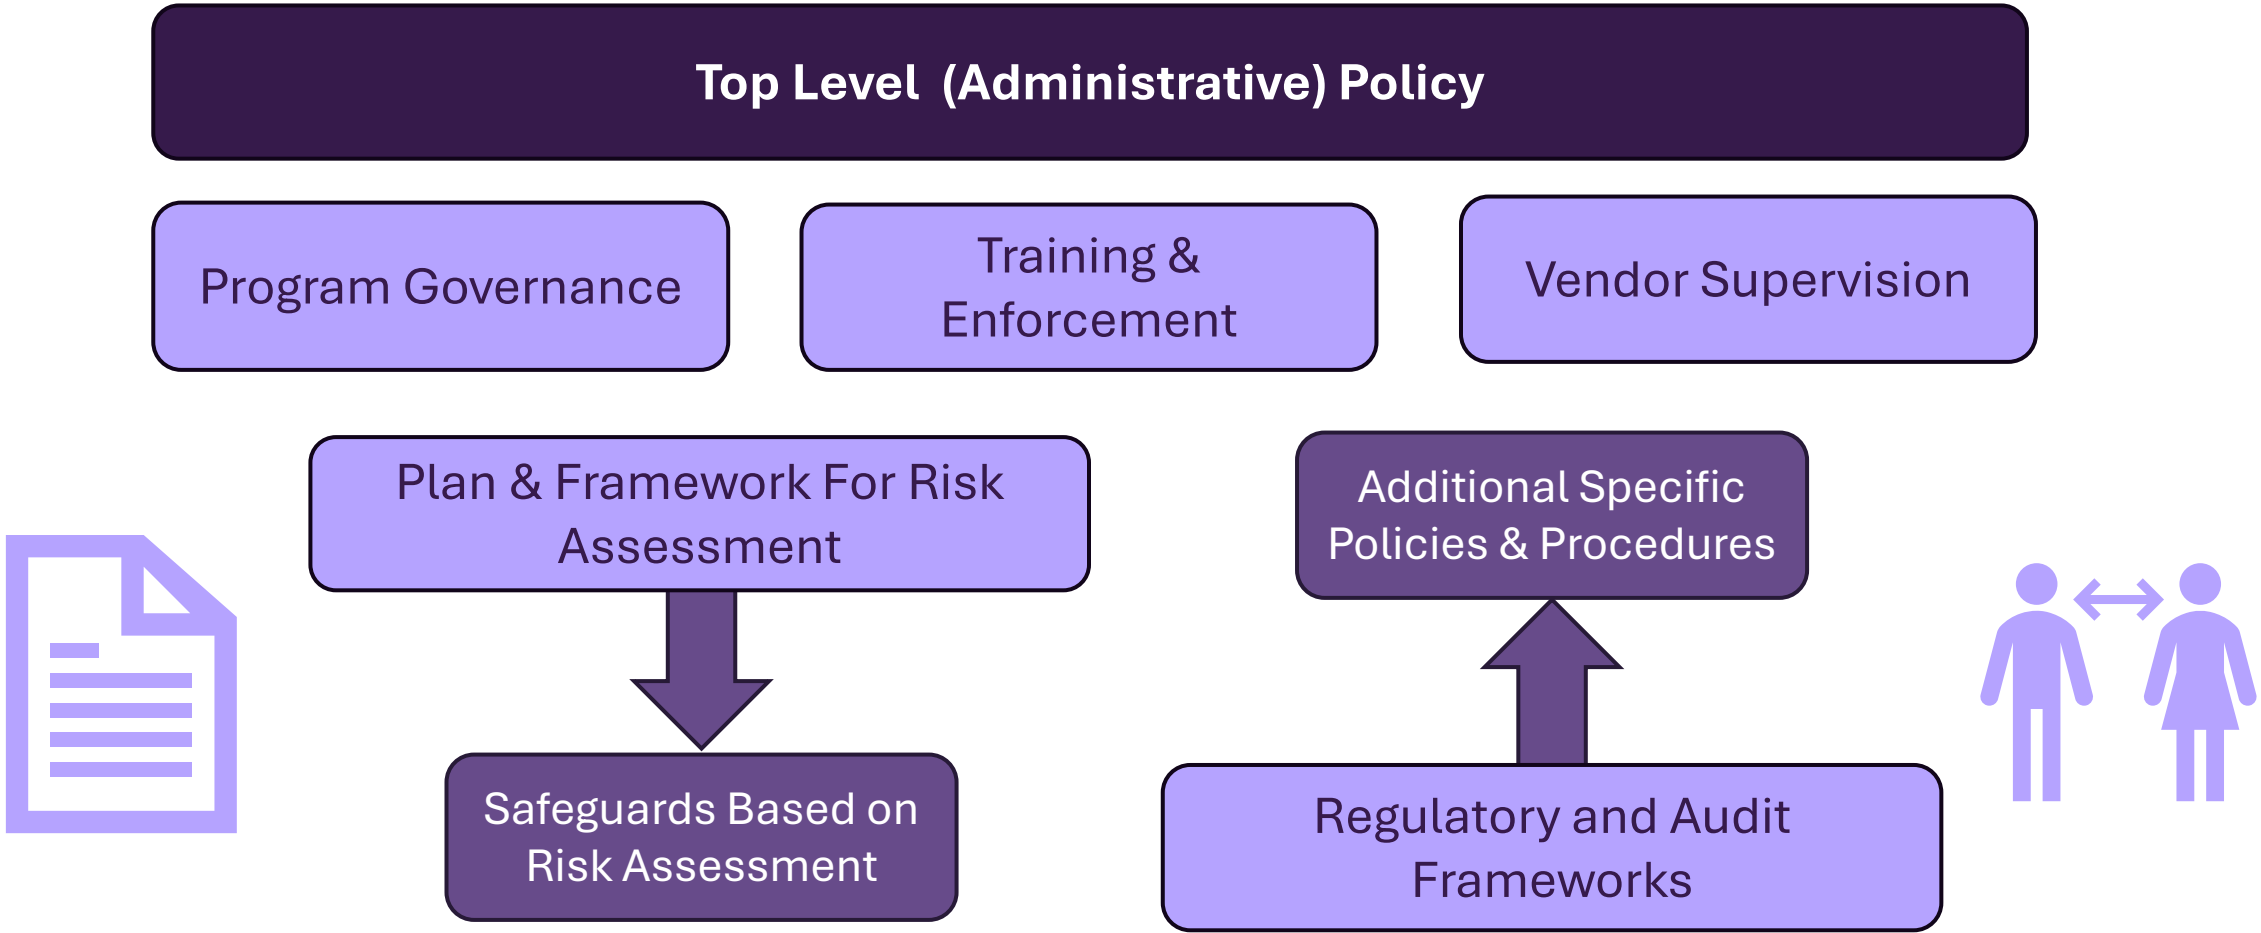 Top Level  (Administrative) Policy
Program Governance
Training &
Enforcement
Vendor Supervision
Plan & Framework For Risk
Assessment
Additional Specific
Policies & Procedures
Safeguards Based on
Risk Assessment
Regulatory and Audit
Frameworks